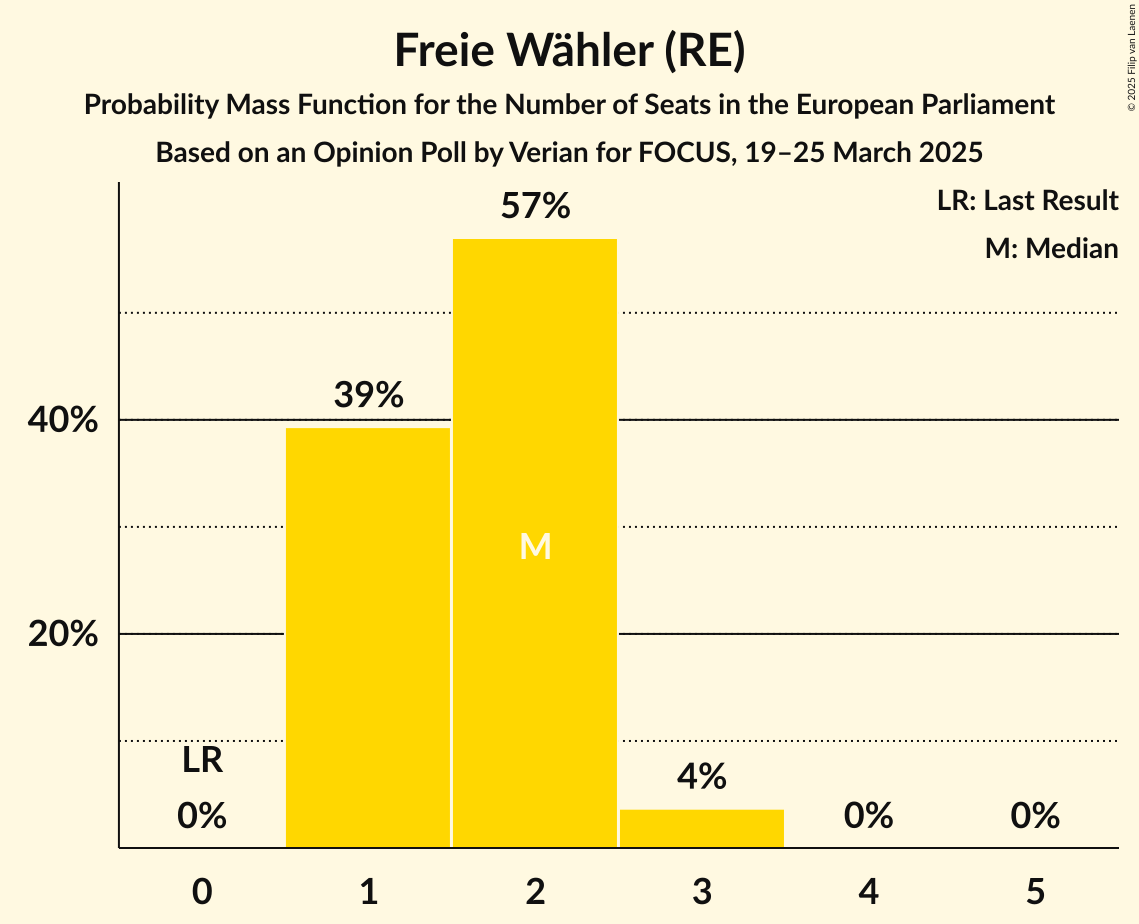 Freie Wähler (RE)
Probability Mass Function for the Number of Seats in the European Parliament
Based on an Opinion Poll by Verian for FOCUS, 19–25 March 2025
© 2025 Filip van Laenen
LR: Last Result
M: Median
57%
39%
40%
M
20%
LR
0%
4%
0%
0%
0
1
2
3
4
5